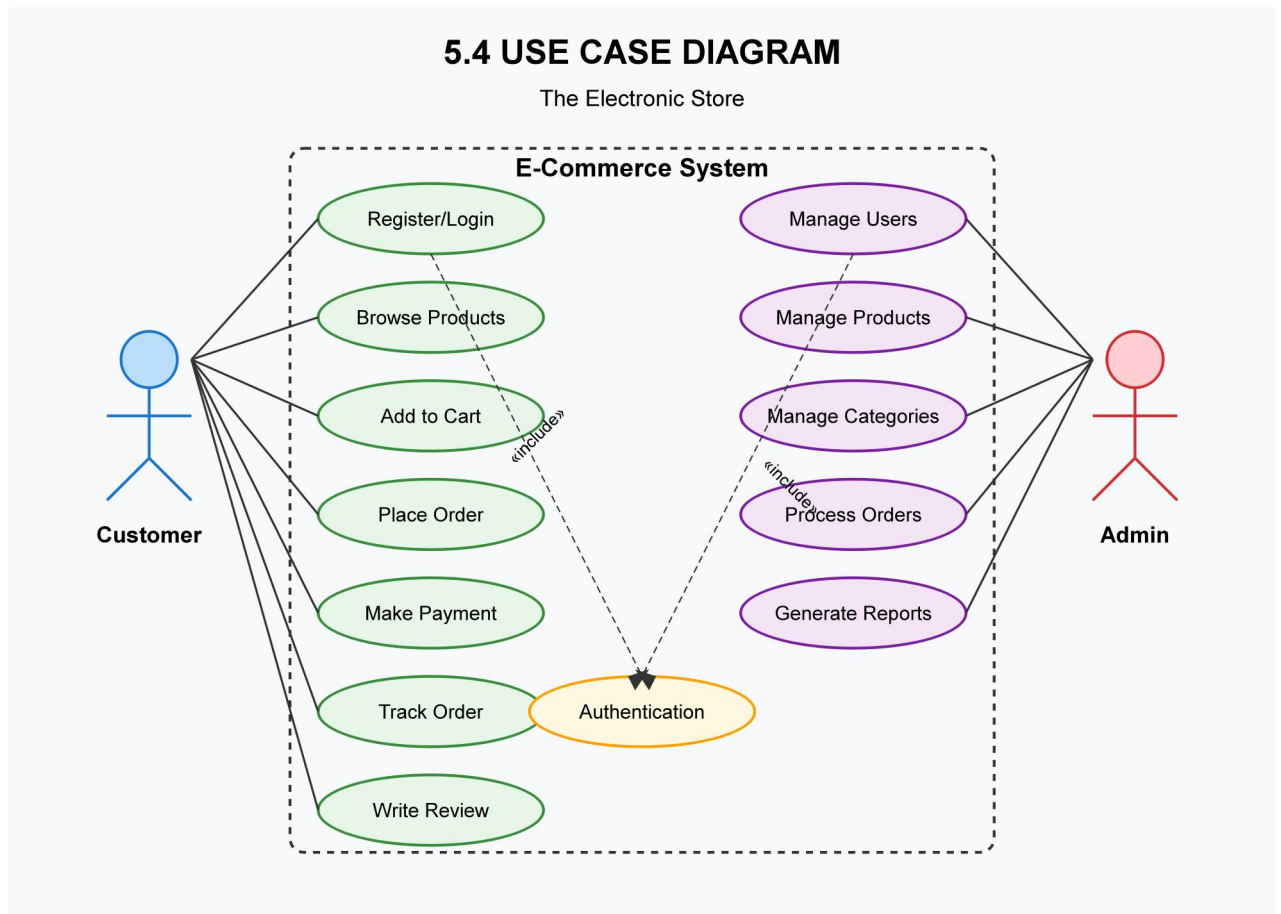 5.4 USE CASE DIAGRAM
The Electronic Store
E-Commerce System
Register/Login
Manage Users
Browse Products
Manage Products
Add to Cart
Manage Categories
«include»
«include»
Place Order
Process Orders
Customer
Admin
Make Payment
Generate Reports
Track Order
Authentication
Write Review